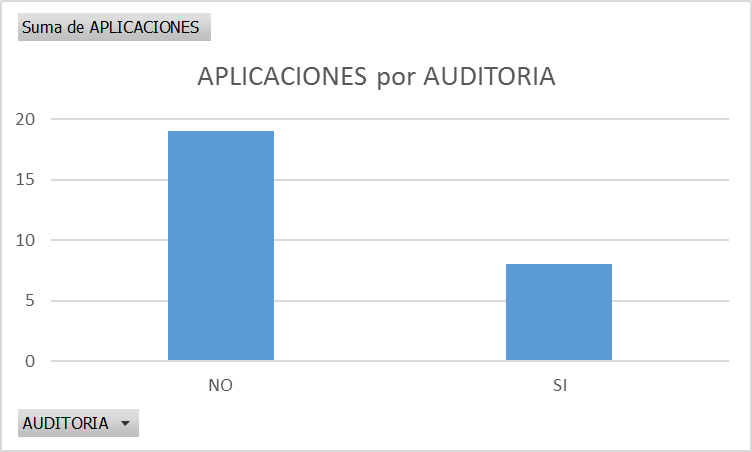 Suma de APLICACIONES
APLICACIONES por AUDITORIA
20
15
10
5
0
NO SI
AUDITORIA